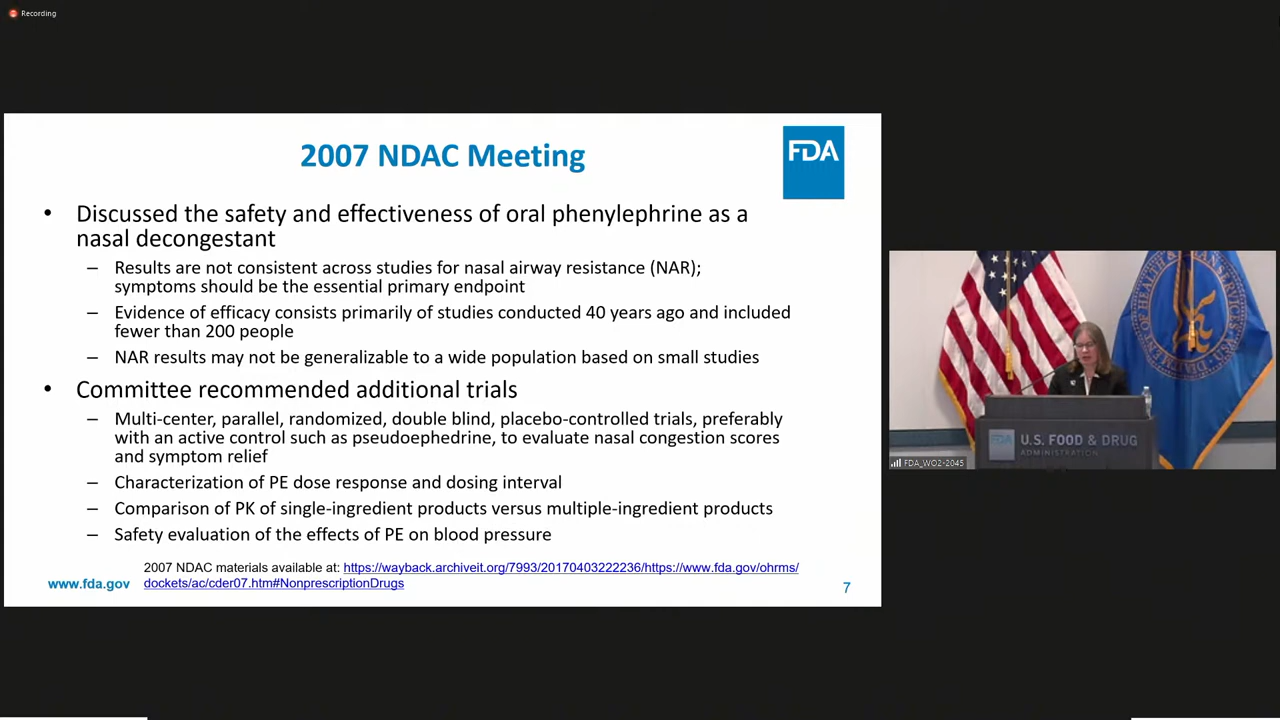 Recording
2007 NDAC Meeting
FDA
• Discussed the safety and effectiveness of oral phenylephrine as a
nasal decongestant
– Results are not consistent across studies for nasal airway resistance (NAR);
symptoms should be the essential primary endpoint
– Evidence of efficacy consists primarily of studies conducted 40 years ago and included
fewer than 200 people
– NAR results may not be generalizable to a wide population based on small studies
• Committee recommended additional trials
– Multi-center, parallel, randomized, double blind, placebo-controlled trials, preferably
with an active control such as pseudoephedrine, to evaluate nasal congestion scores
and symptom relief
– Characterization of PE dose response and dosing interval
– Comparison of PK of single-ingredient products versus multiple-ingredient products
– Safety evaluation of the effects of PE on blood pressure
2007 NDAC materials available at: https://wayback.archiveit.org/7993/20170403222236/https://www.fda.gov/ohrms/
dockets/ac/cder07.htm#NonprescriptionDrugs
www.fda.gov
7
FDA
U.S. FOOD & DRUG
ADMINISTRATION
FDA_WO2-2045